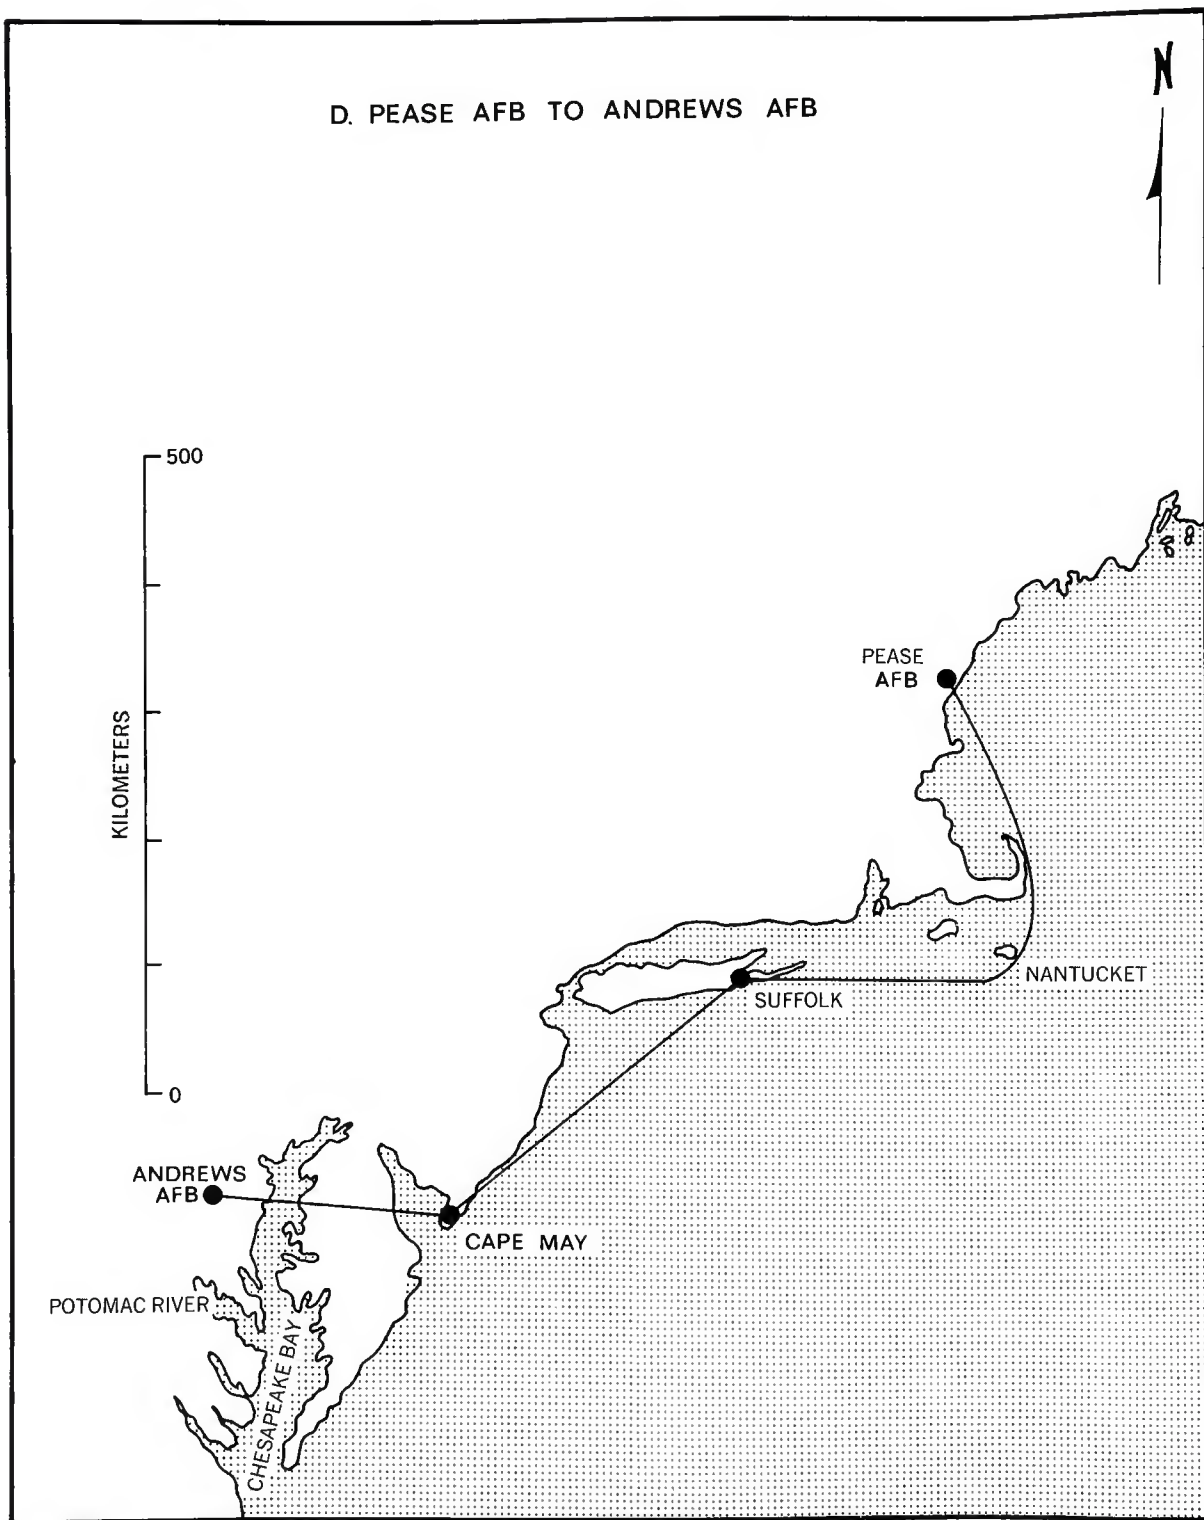 N
D. PEASE AFB TO ANDREWS AFB
500
PEASE
AFB
KILOMETERS
NANTUCKET
SUFFOLK
0
ANDREWS
AFB
CAPE MAY
POTOMAC RIVER
CHESAPEAKE BAY